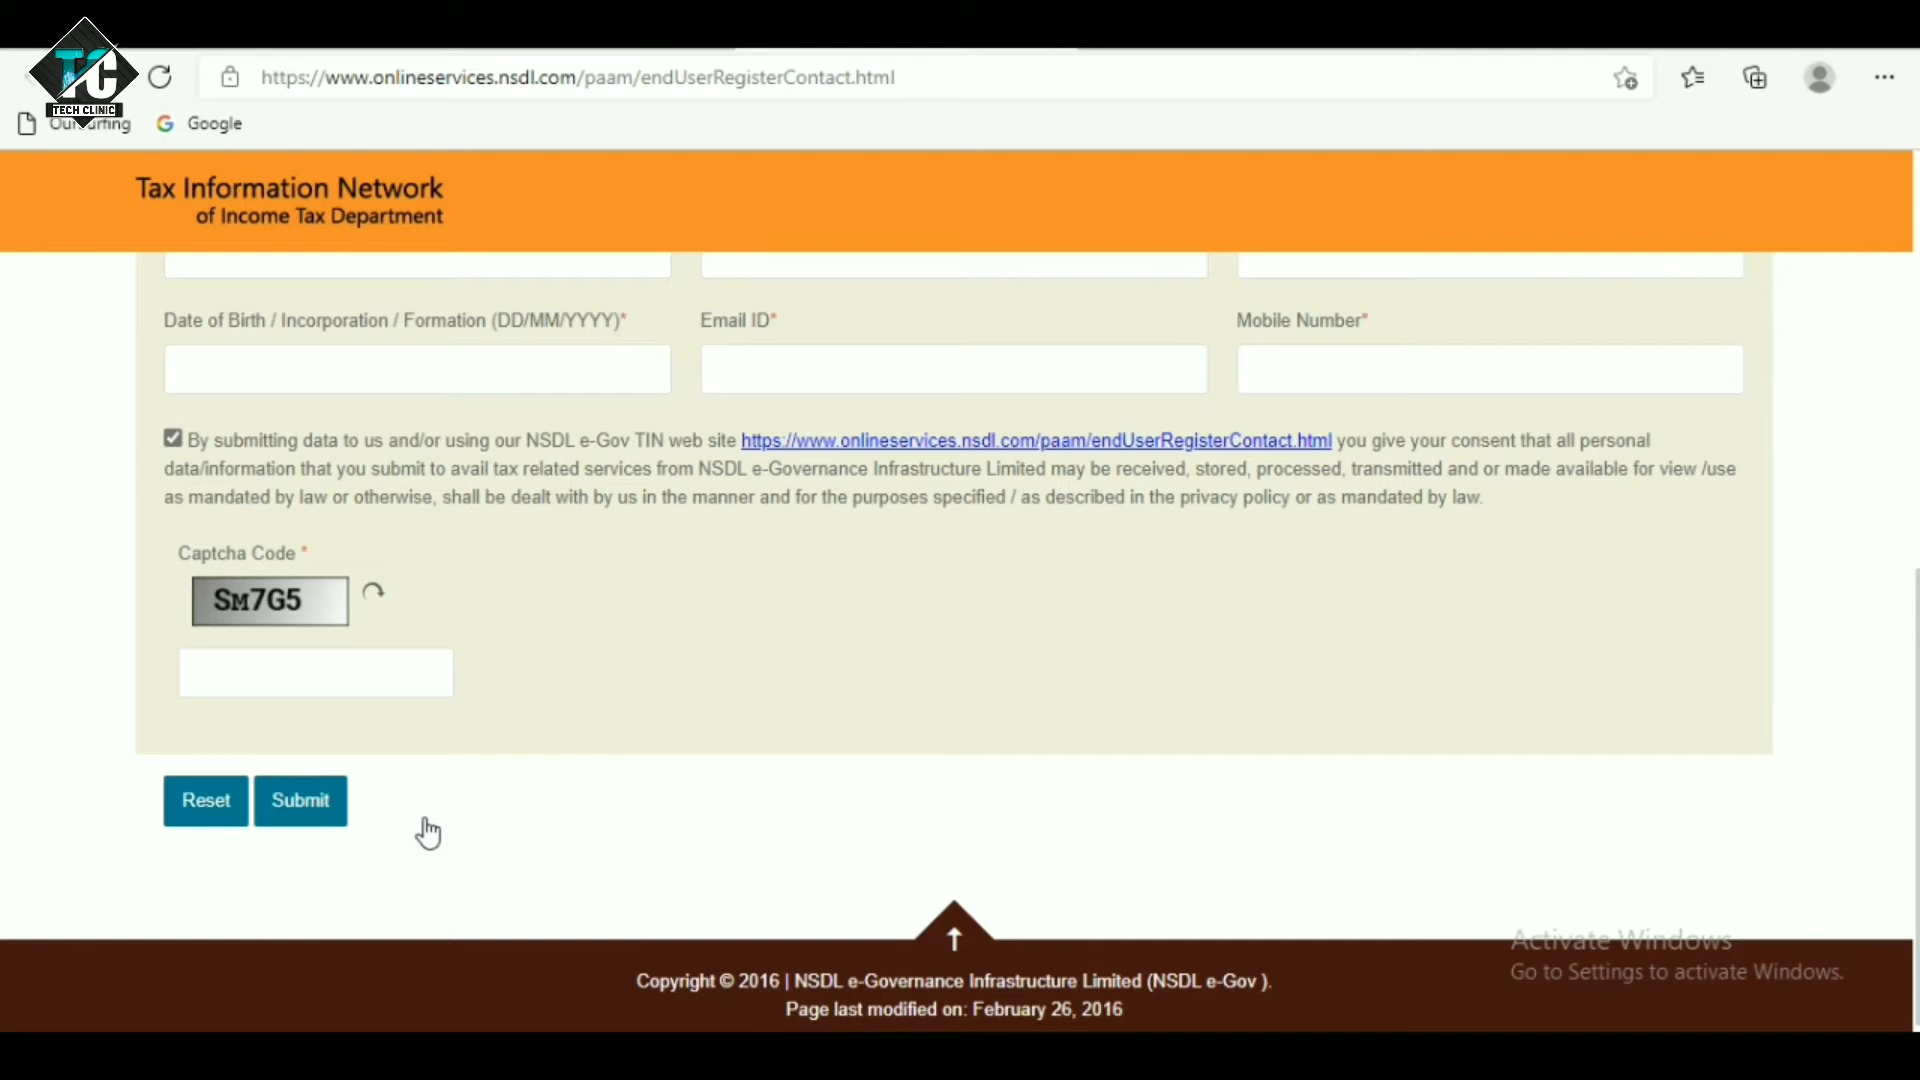 TC
TECH CLINIC
https://www.onlineservices.nsdl.com/paam/endUserRegisterContact.html
Google
Tax Information Network
of Income Tax Department
Date of Birth / Incorporation / Formation (DD/MM/YYYY)*
Email ID*
Mobile Number*
By submitting data to us and/or using our NSDL e-Gov TIN web site https://www.onlineservices.nsdl.com/paam/endUserRegisterContact.html you give your consent that all personal
data/information that you submit to avail tax related services from NSDL e-Governance Infrastructure Limited may be received, stored, processed, transmitted and or made available for view /use
as mandated by law or otherwise, shall be dealt with by us in the manner and for the purposes specified / as described in the privacy policy or as mandated by law.
Captcha Code *
SM7G5
Reset
Submit
Activate Windows
Go to Settings to activate Windows.
Copyright © 2016 | NSDL e-Governance Infrastructure Limited (NSDL e-Gov ).
Page last modified on: February 26, 2016